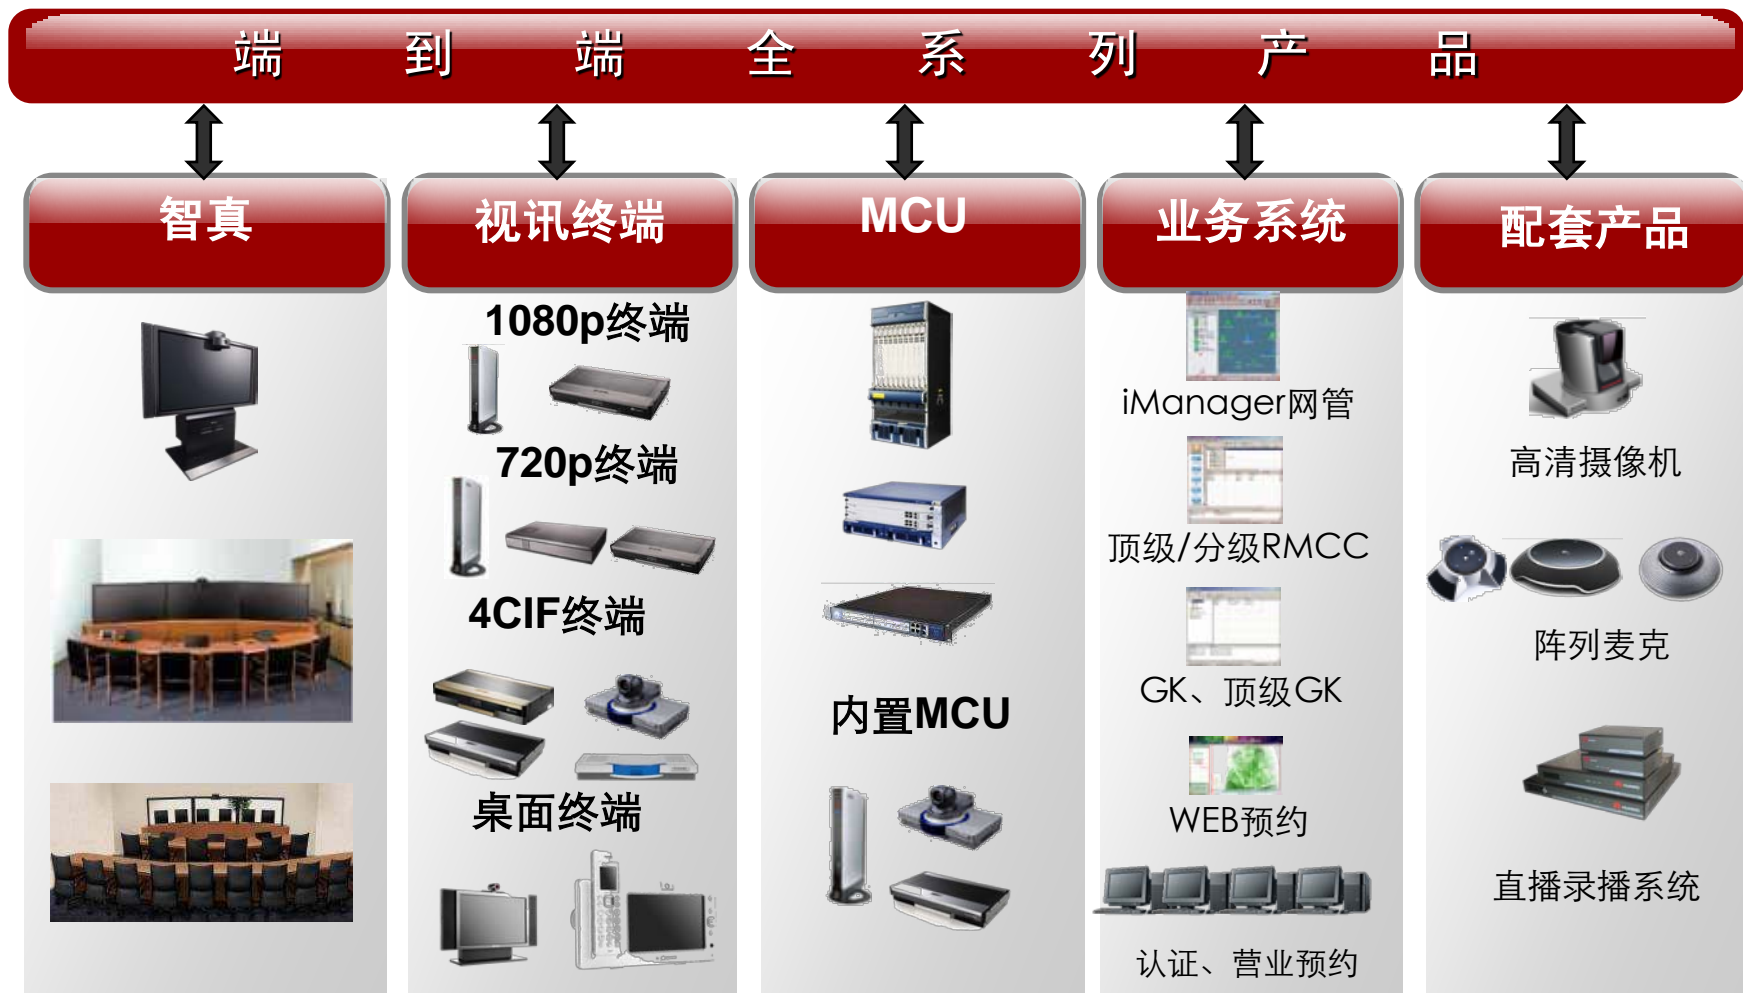 端到端全系列产品
智真
视讯终端
MCU
业务系统
配套产品
1080p终端
720p终端
4CIF终端
桌面终端
内置MCU
iManager网管
顶级/分级RMCC
GK、顶级GK
WEB预约
认证、营业预约
高清摄像机
阵列麦克
直播录播系统